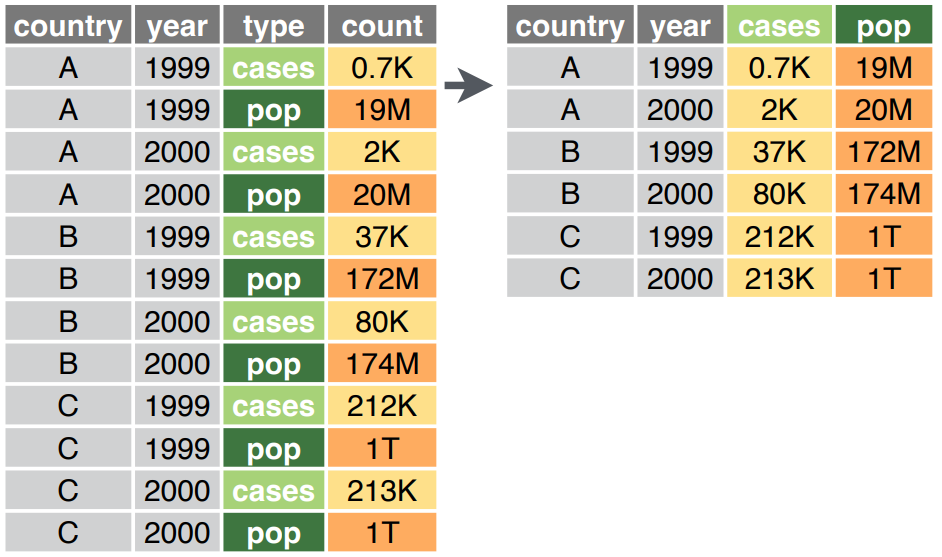 country year type count
A 1999 cases 0.7K
A 1999 pop 19M
A 2000 cases 2K
A 2000 pop 20M
B 1999 cases 37K
B 1999 pop 172M
B 2000 cases 80K
B 2000 pop 174M
C 1999 cases 212K
C 1999 pop 1T
C 2000 cases 213K
C 2000 pop 1T
country year cases pop
A 1999 0.7K 19M
A 2000 2K 20M
B 1999 37K 172M
B 2000 80K 174M
C 1999 212K 1T
C 2000 213K 1T